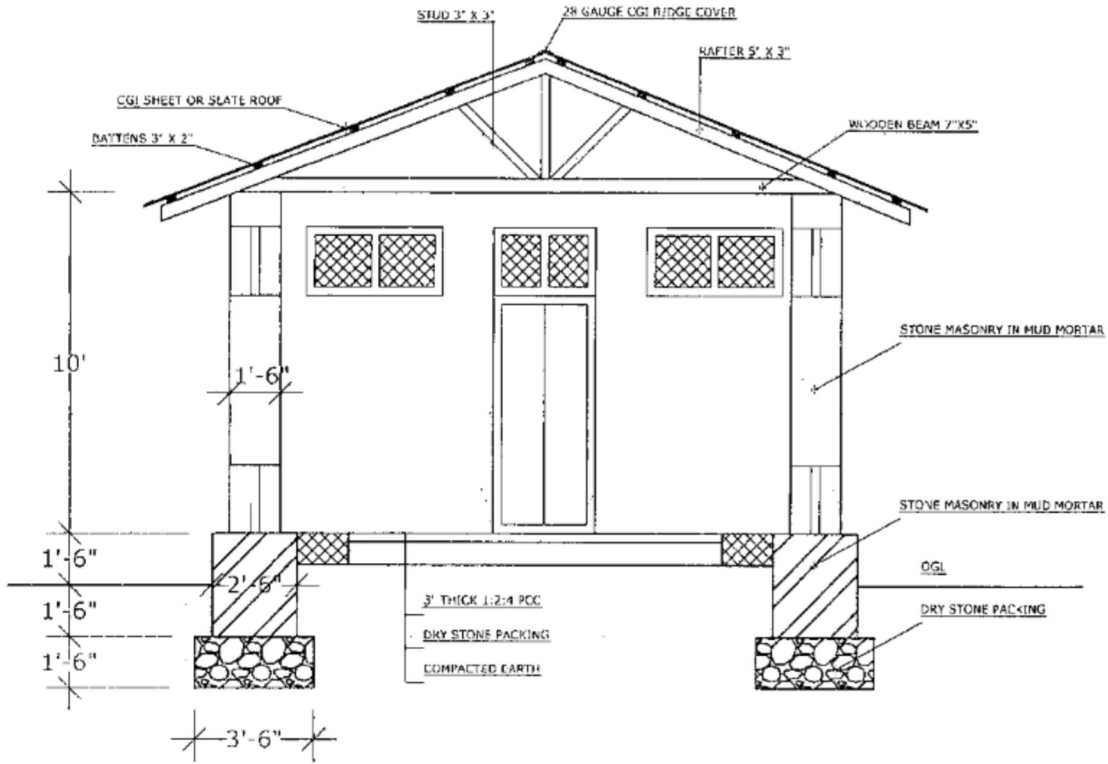 STUD 3" X 3"
28 GAUGE CGI RIDGE COVER
RAFTER 5" X 3"
CGI SHEET OR SLATE ROOF
BATTENS 3" X 2"
WOODEN BEAM 7"X5"
10'
1'-6"
STONE MASONRY IN MUD MORTAR
STONE MASONRY IN MUD MORTAR
1'-6"
2'-6"
OGL
1'-6"
3" THICK 1:2:4 PCC
DRY STONE PACKING
DRY STONE PACKING
1'-6"
COMPACTED EARTH
3'-6"